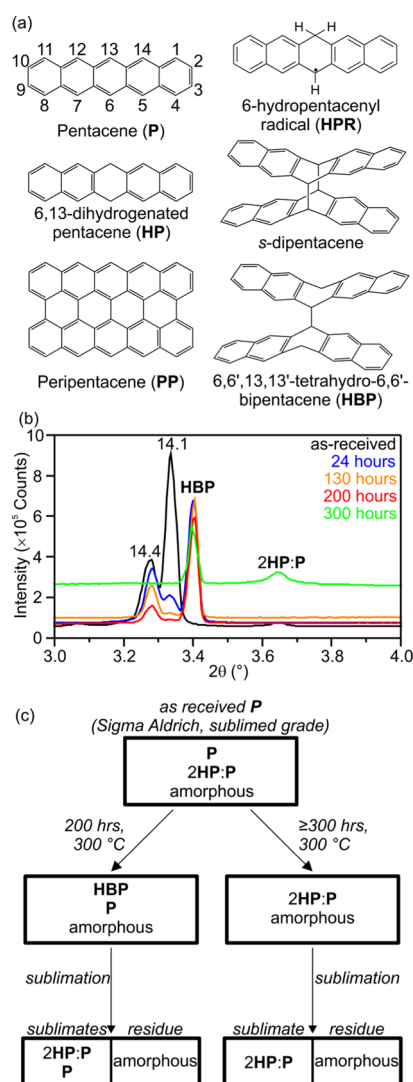 (a)
11 12 13 14 1
10 2
9 3
8 7 6 5 4
Pentacene (P)
H H
•
H
6-hydropentacenyl
radical (HPR)
6,13-dihydrogenated
pentacene (HP)
s-dipentacene
Peripentacene (PP)
6,6',13,13'-tetrahydro-6,6'-
bipentacene (HBP)
(b)
10
8
6
4
2
0
Intensity (×10⁵ Counts)
14.1
14.4
HBP
2HP:P
as-received
24 hours
130 hours
200 hours
300 hours
3.0 3.2 3.4 3.6 3.8 4.0
2θ (°)
(c)
as received P
(Sigma Aldrich, sublimed grade)
P
2HP:P
amorphous
200 hrs,
300 °C
≥300 hrs,
300 °C
HBP
P
amorphous
2HP:P
amorphous
sublimation
sublimation
sublimates residue
sublimate residue
2HP:P
P
amorphous
2HP:P
amorphous